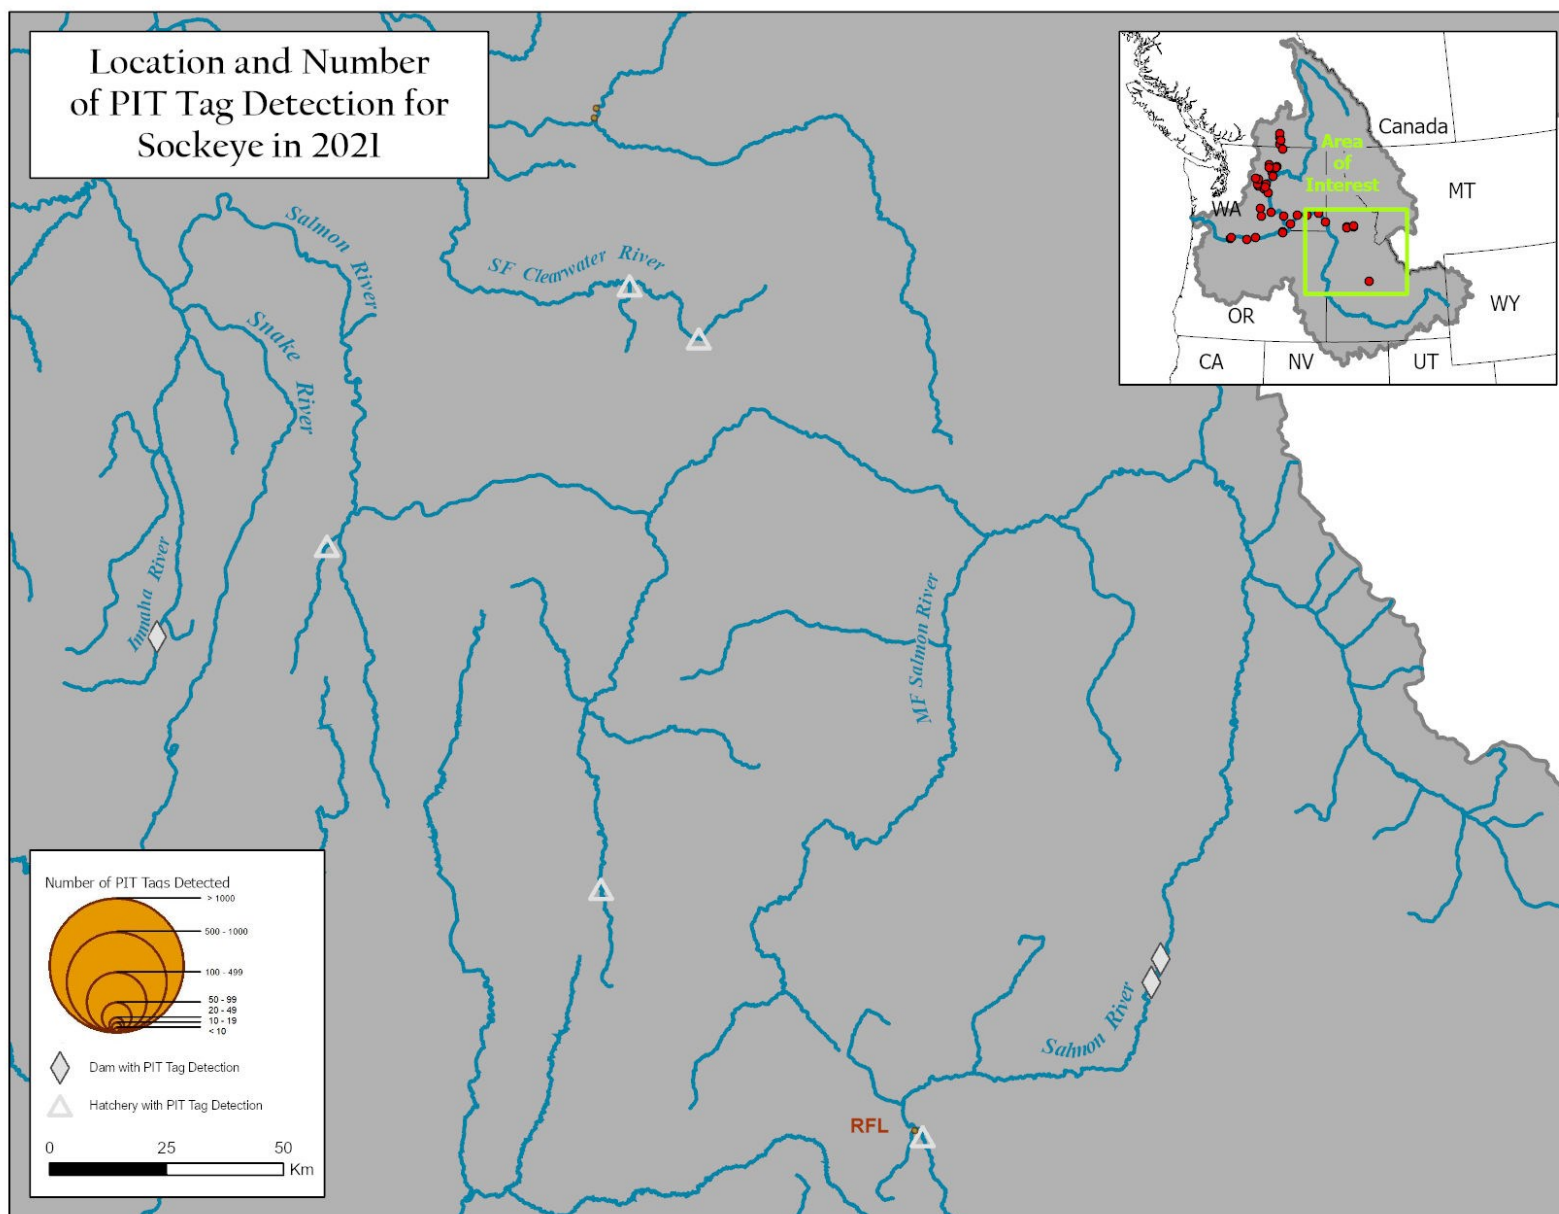 Location and Number
of PIT Tag Detection for
Sockeye in 2021
Canada
Area
of
Interest
MT
WA
OR
WY
CA
NV
UT
Salmon River
SF Clearwater River
Snake River
Inmaha River
MF Salmon River
Salmon River
RFL
Number of PIT Tags Detected
> 1000
500 - 1000
100 - 499
50 - 99
20 - 49
10 - 19
< 10
Dam with PIT Tag Detection
Hatchery with PIT Tag Detection
0 25 50
Km